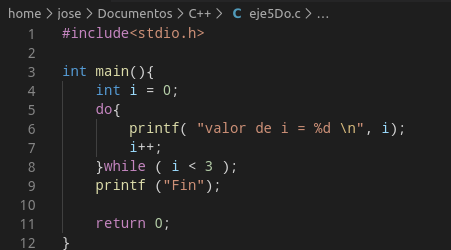 home > jose > Documentos > C++ > C eje5Do.c > ...
1 #include<stdio.h>
2
3 int main(){
4 int i = 0;
5 do{
6 printf( "valor de i = %d \n", i);
7 i++;
8 }while ( i < 3 );
9 printf ("Fin");
10
11 return 0;
12 }